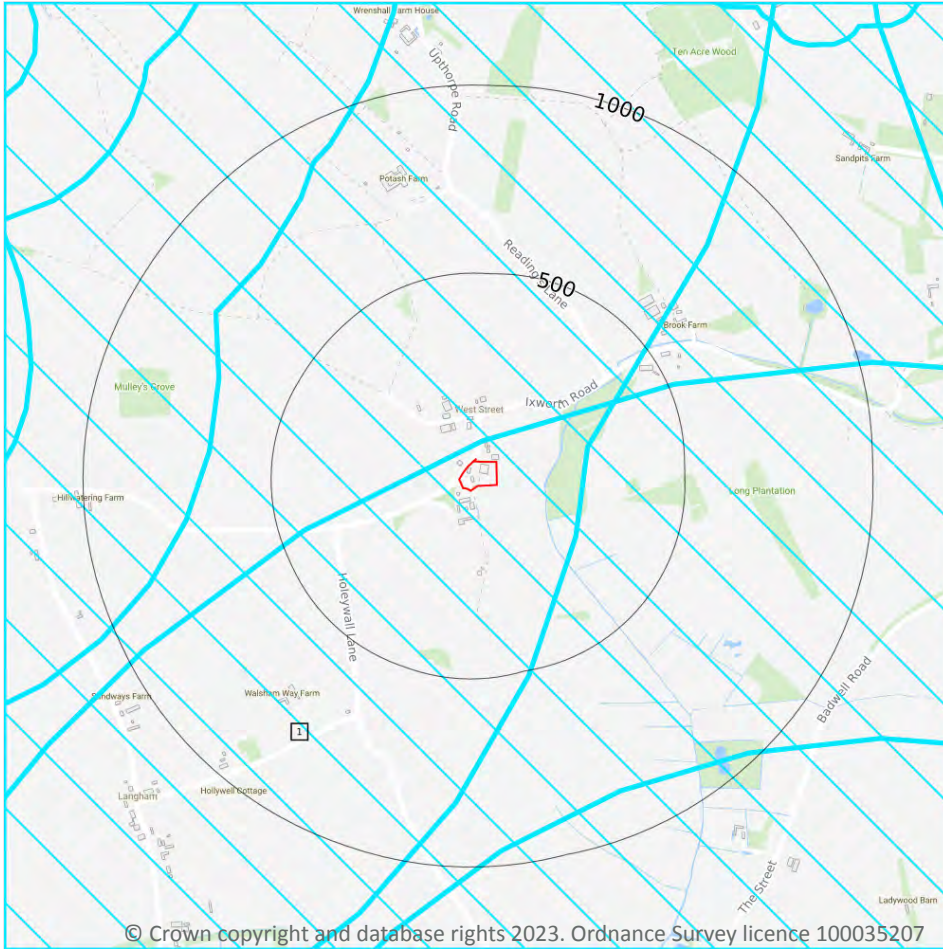 Wrenshall Farm House
Upthorpe Road
Ten Acre Wood
1000
Sandpits Farm
Potash Farm
Readings Lane
500
Brook Farm
Mulley's Grove
Ixworth Road
West Street
Long Plantation
Hillwatering Farm
Holeywall Lane
Badwell Road
Walsham Way Farm
Sandways Farm
1
Hollywell Cottage
Langham
The Street
Ladywood Barn
© Crown copyright and database rights 2023. Ordnance Survey licence 100035207